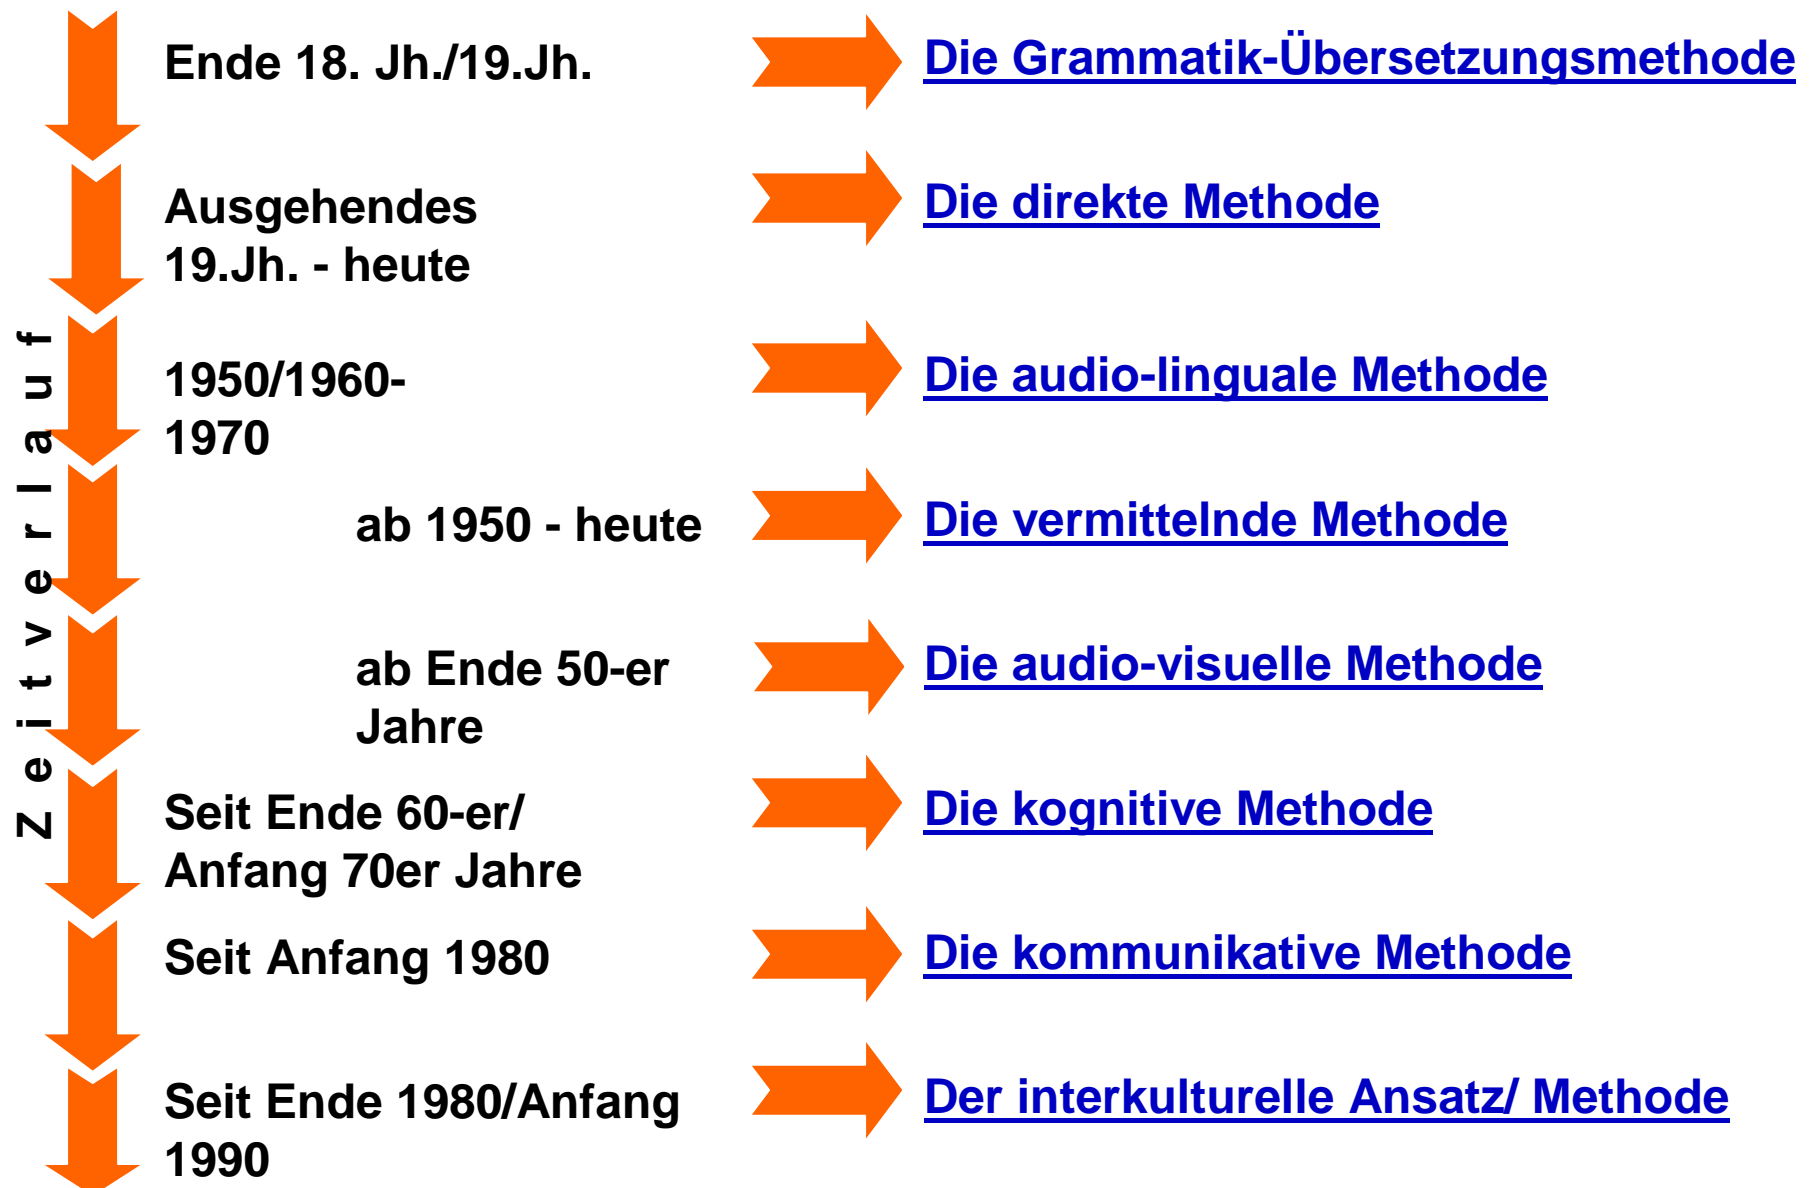 Zeitverlauf
Ende 18. Jh./19.Jh.
Die Grammatik-Übersetzungsmethode
Ausgehendes
19.Jh. - heute
Die direkte Methode
1950/1960-
1970
Die audio-linguale Methode
ab 1950 - heute
Die vermittelnde Methode
ab Ende 50-er
Jahre
Die audio-visuelle Methode
Seit Ende 60-er/
Anfang 70er Jahre
Die kognitive Methode
Seit Anfang 1980
Die kommunikative Methode
Seit Ende 1980/Anfang
1990
Der interkulturelle Ansatz/ Methode